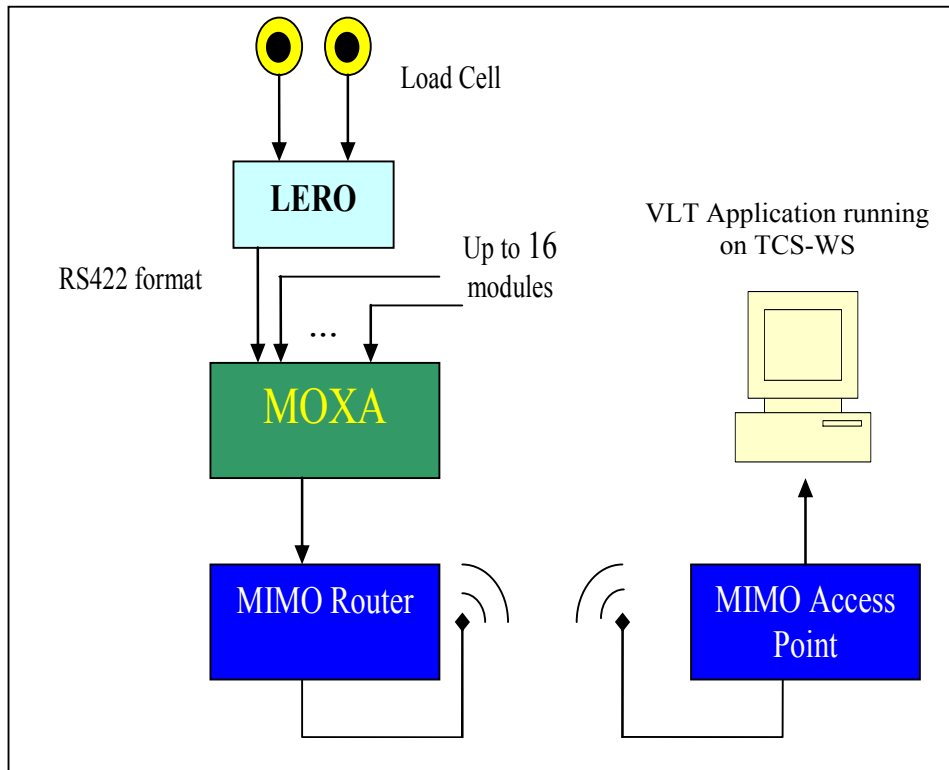 Load Cell
LERO
VLT Application running
on TCS-WS
RS422 format
Up to 16
modules
...
MOXA
MIMO Router
MIMO Access
Point